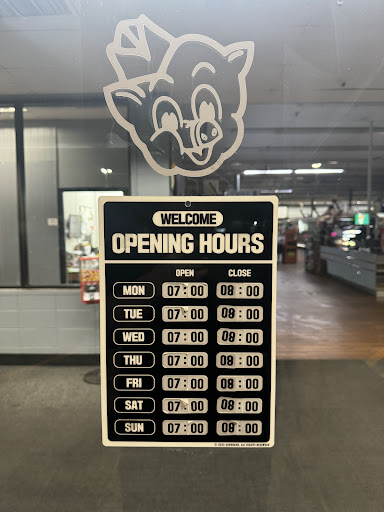 WELCOME
OPENING HOURS
OPEN CLOSE
MON 07:00 08:00
TUE 07:00 08:00
WED 07:00 08:00
THU 07:00 08:00
FRI 07:00 08:00
SAT 07:00 08:00
SUN 07:00 08:00